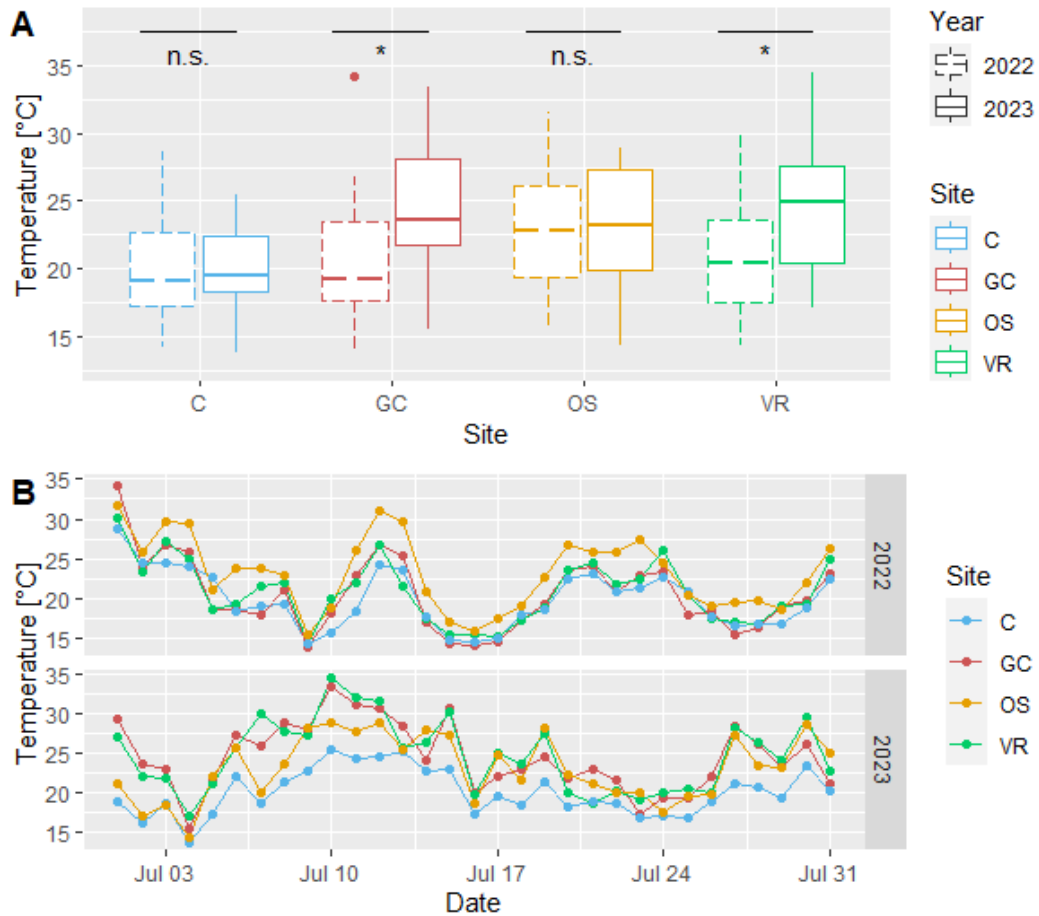 A
n.s.
*
n.s.
*
35
30
25
20
15
Temperature [°C]
C
GC
OS
VR
Site
Year
2022
2023
Site
C
GC
OS
VR
B
35
30
25
20
15
2022
35
30
25
20
15
2023
Temperature [°C]
Jul 03
Jul 10
Jul 17
Jul 24
Jul 31
Date
Site
C
GC
OS
VR